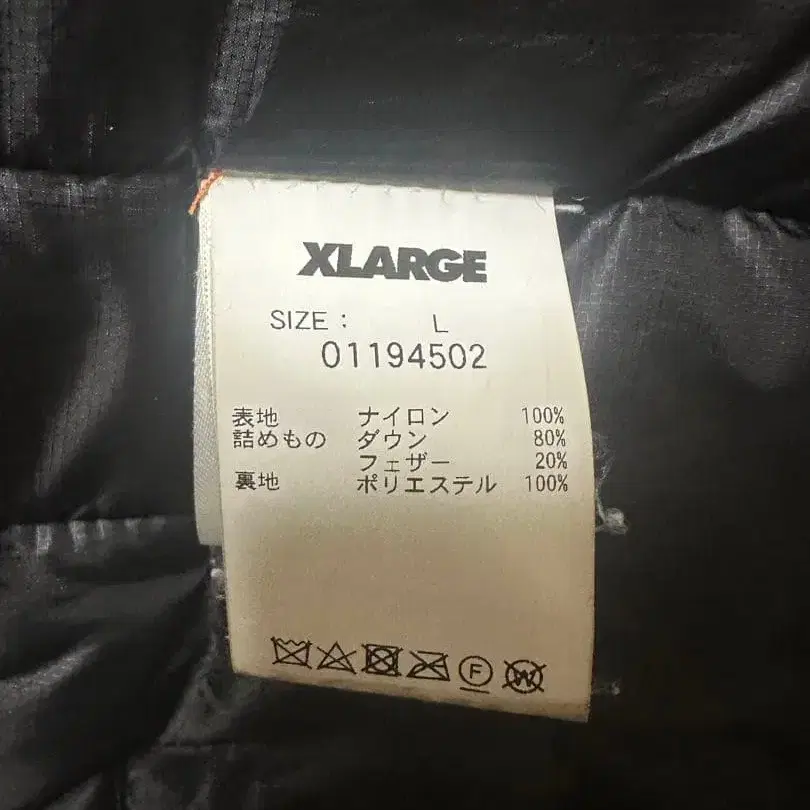 XLARGE
SIZE : L
01194502
表地 ナイロン 100%
詰めもの ダウン 80%
フェザー 20%
裏地 ポリエステル 100%
F W